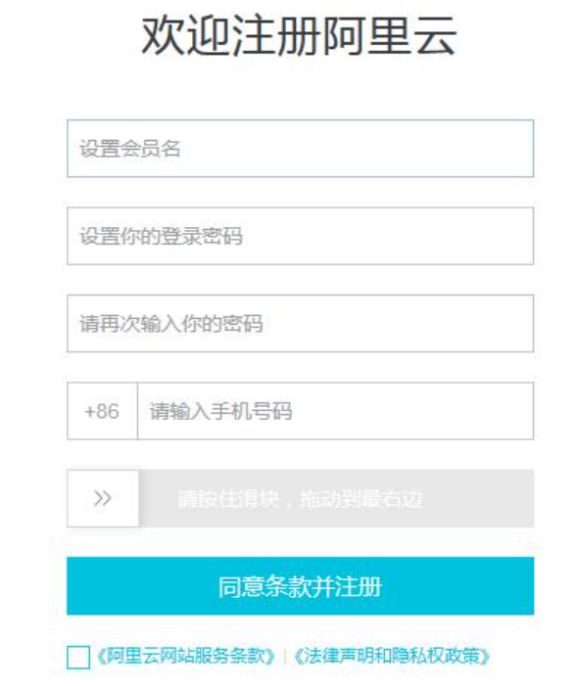 欢迎注册阿里云
设置会员名
设置你的登录密码
请再次输入你的密码
+86 请输入手机号码
>> 请按住滑块，拖动到最右边
同意条款并注册
《阿里云网站服务条款》 | 《法律声明和隐私权政策》